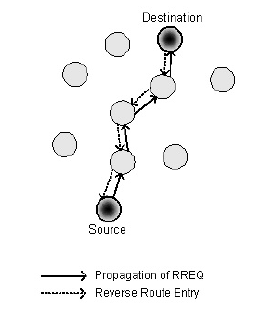 Destination
Source
Propagation of RREQ
Reverse Route Entry